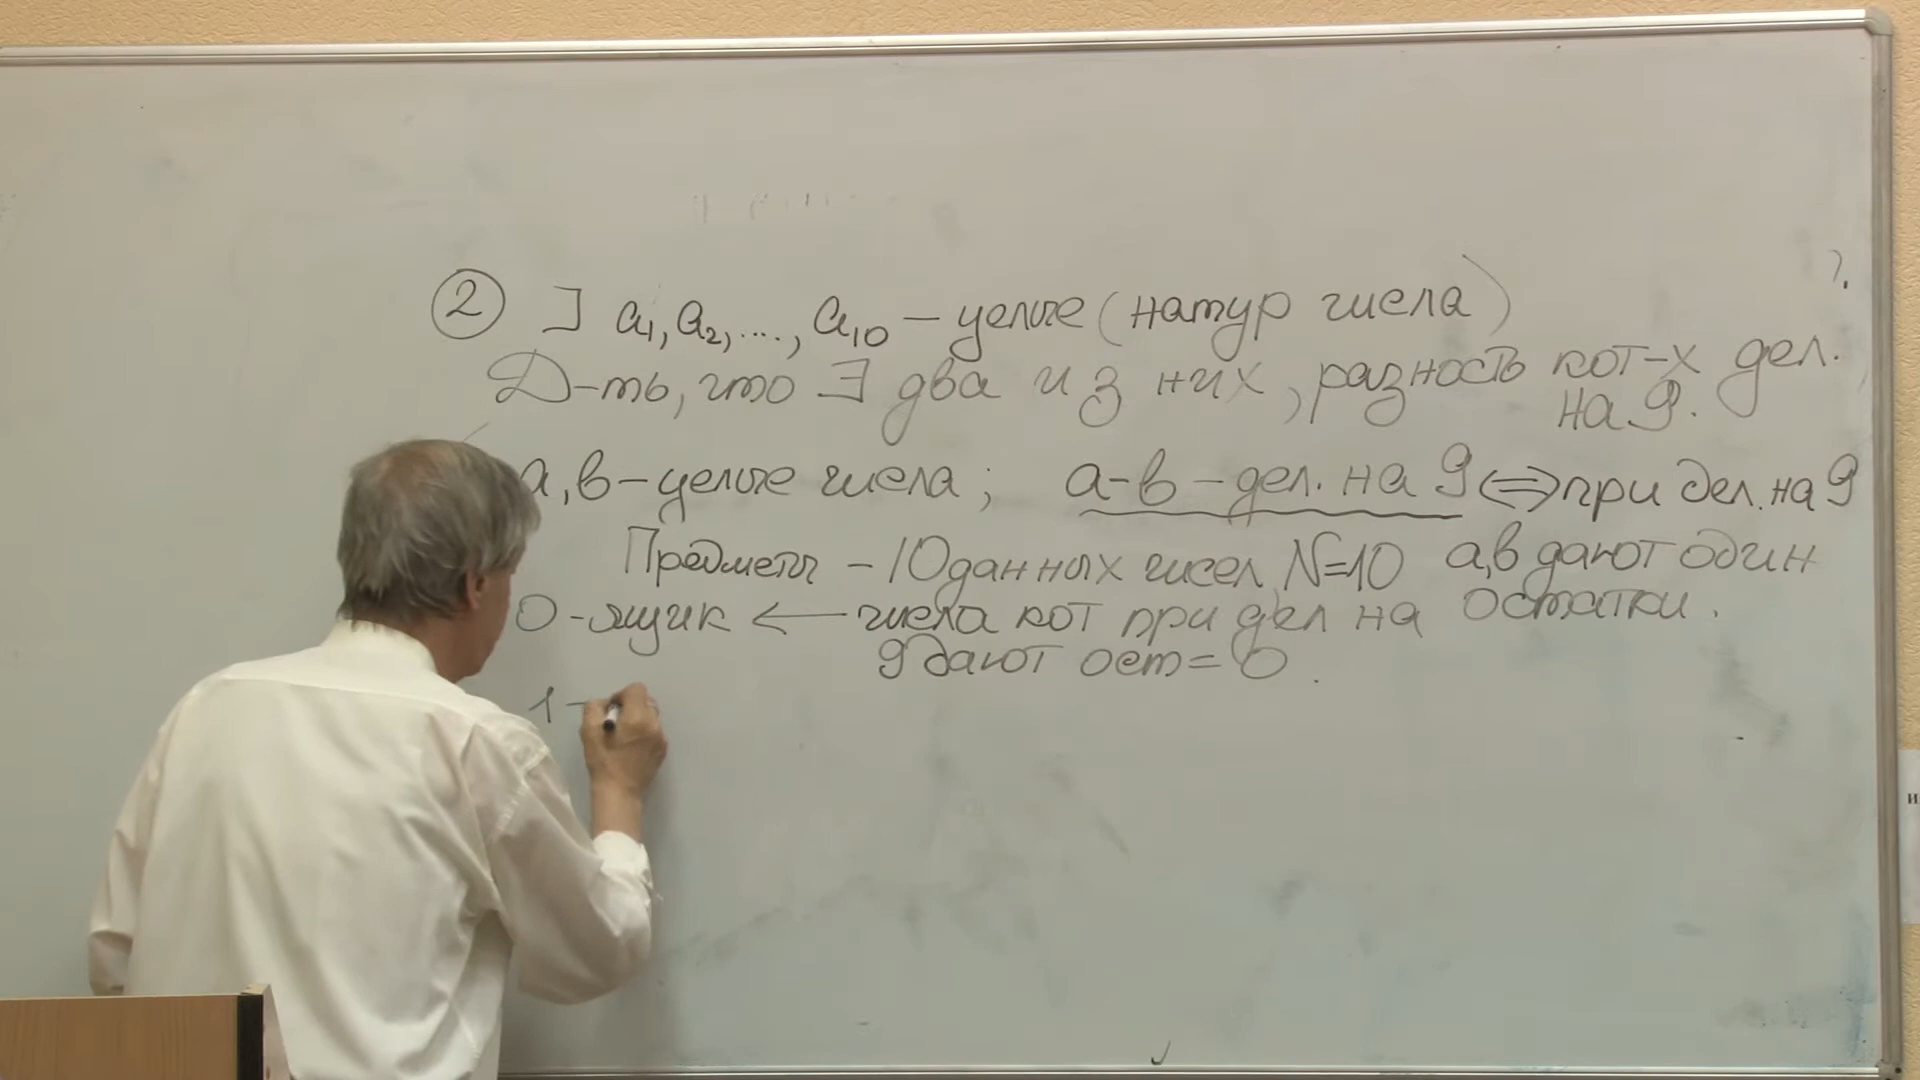 ② ∃ a₁, a₂, ..., a₁₀ – целые (натур числа)
Д-ть, что ∃ два из них, разность кот-х дел.
на 9.
а, в – целые числа; а-в – дел. на 9 ⇔ при дел. на 9
Предметы – 10 данных чисел N=10 а,в дают один
0 - ящик ← числа кот при дел на остатки.
9 дают ост = 0.
1 –